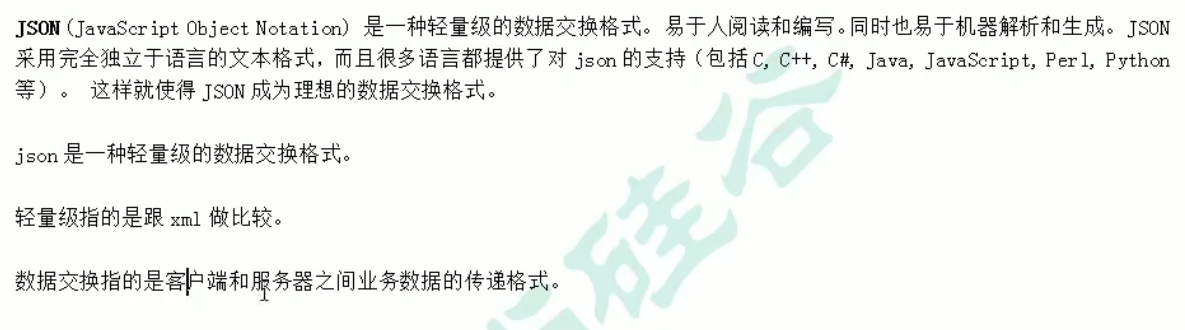 JSON(JavaScript Object Notation) 是一种轻量级的数据交换格式。易于人阅读和编写。同时也易于机器解析和生成。JSON
采用完全独立于语言的文本格式，而且很多语言都提供了对 json 的支持（包括 C, C++, C#, Java, JavaScript, Perl, Python
等）。 这样就使得 JSON 成为理想的数据交换格式。
json 是一种轻量级的数据交换格式。
轻量级指的是跟 xml 做比较。
数据交换指的是客户端和服务器之间业务数据的传递格式。
硅谷